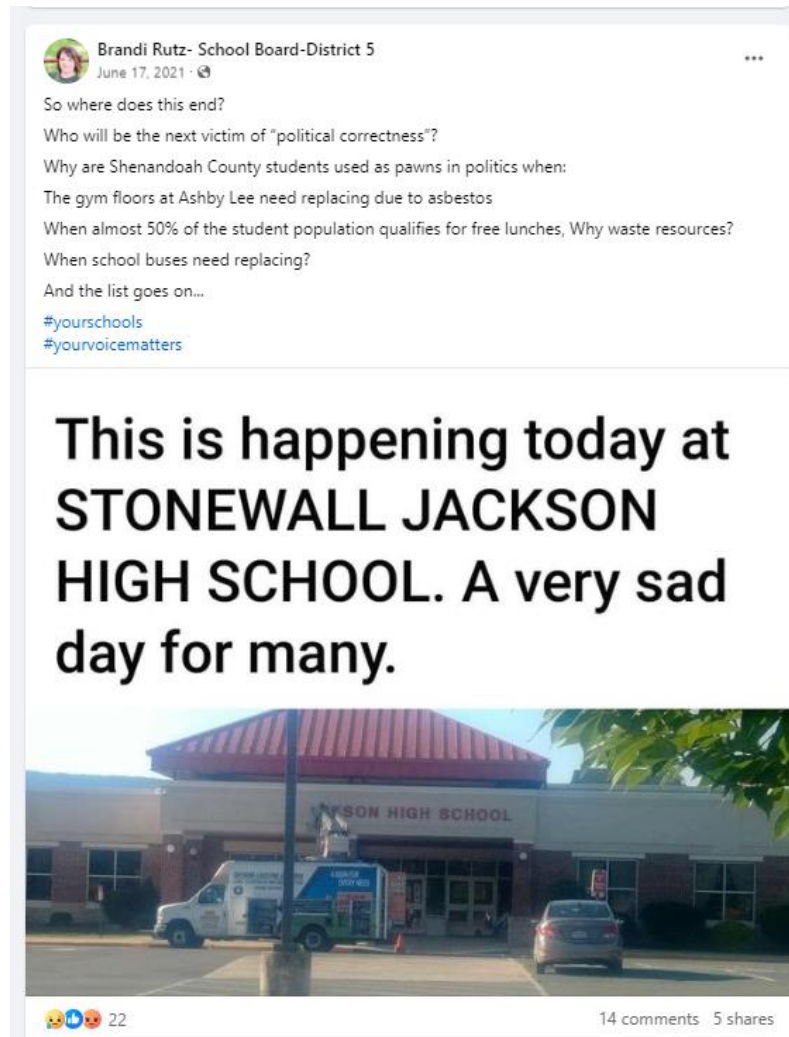 Brandi Rutz- School Board-District 5
June 17, 2021 ·
So where does this end?
Who will be the next victim of "political correctness"?
Why are Shenandoah County students used as pawns in politics when:
The gym floors at Ashby Lee need replacing due to asbestos
When almost 50% of the student population qualifies for free lunches, Why waste resources?
When school buses need replacing?
And the list goes on...
#yourschools
#yourvoicematters
This is happening today at
STONEWALL JACKSON
HIGH SCHOOL. A very sad
day for many.
KSON HIGH SCHOOL
EVERY NEED
22
14 comments 5 shares